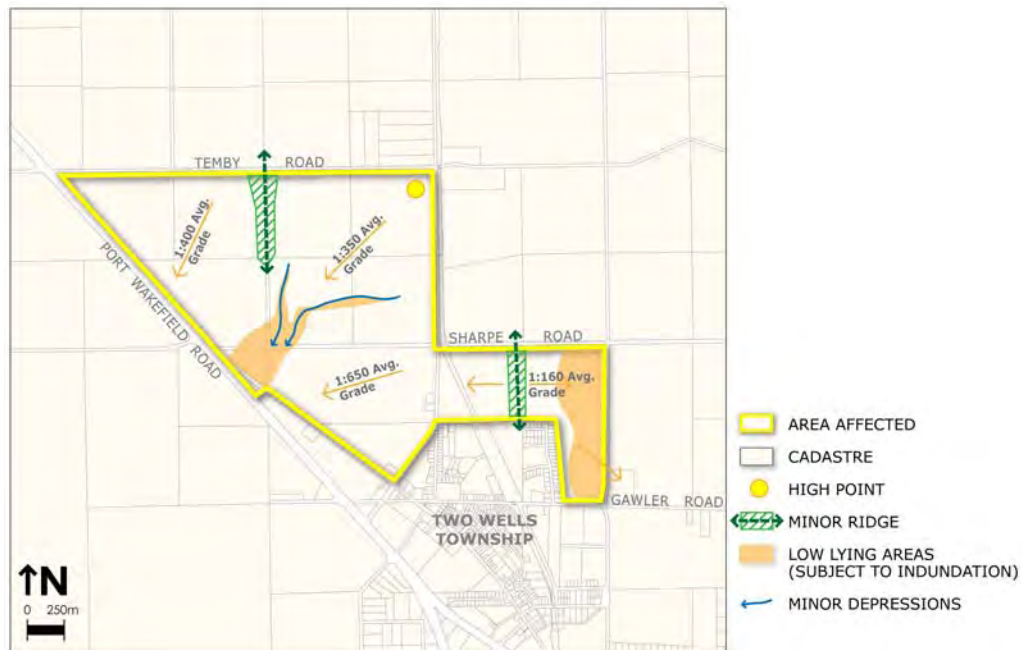 TEMBY ROAD
1:400 Avg.
Grade
1:350 Avg.
Grade
PORT WAKEFIELD ROAD
SHARPE ROAD
1:650 Avg.
Grade
1:160 Avg.
Grade
GAWLER ROAD
TWO WELLS
TOWNSHIP
N
0 250m
AREA AFFECTED
CADASTRE
HIGH POINT
MINOR RIDGE
LOW LYING AREAS
(SUBJECT TO INDUNDATION)
MINOR DEPRESSIONS